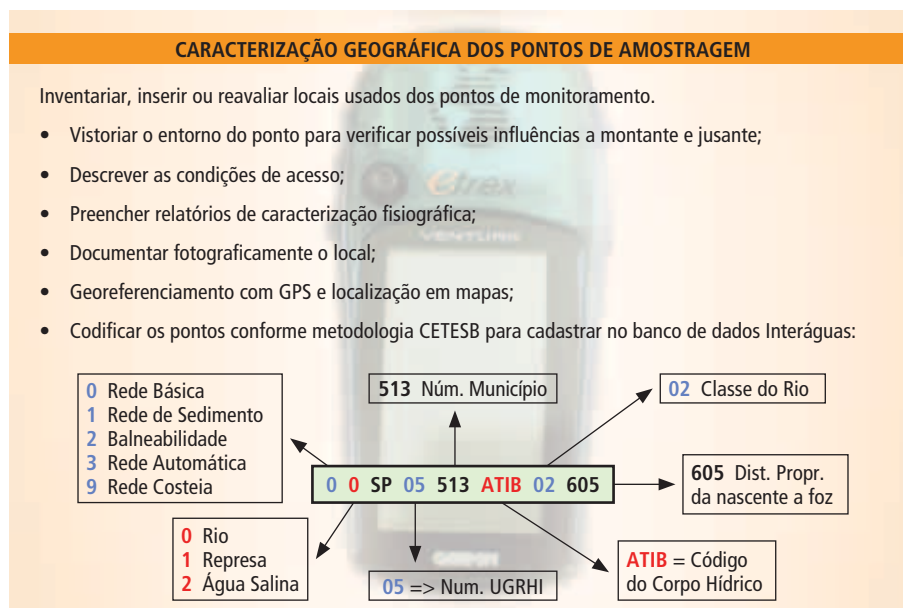 CARACTERIZAÇÃO GEOGRÁFICA DOS PONTOS DE AMOSTRAGEM
Inventariar, inserir ou reavaliar locais usados dos pontos de monitoramento.
• Vistoriar o entorno do ponto para verificar possíveis influências a montante e jusante;
• Descrever as condições de acesso;
• Preencher relatórios de caracterização fisiográfica;
• Documentar fotograficamente o local;
• Georeferenciamento com GPS e localização em mapas;
• Codificar os pontos conforme metodologia CETESB para cadastrar no banco de dados Interáguas:
0 Rede Básica
1 Rede de Sedimento
2 Balneabilidade
3 Rede Automática
9 Rede Costeia
513 Núm. Município
02 Classe do Rio
0 0 SP 05 513 ATIB 02 605
605 Dist. Propr.
da nascente a foz
0 Rio
1 Represa
2 Água Salina
05 => Num. UGRHI
ATIB = Código
do Corpo Hídrico
etrex
VENTURE
GARMIN